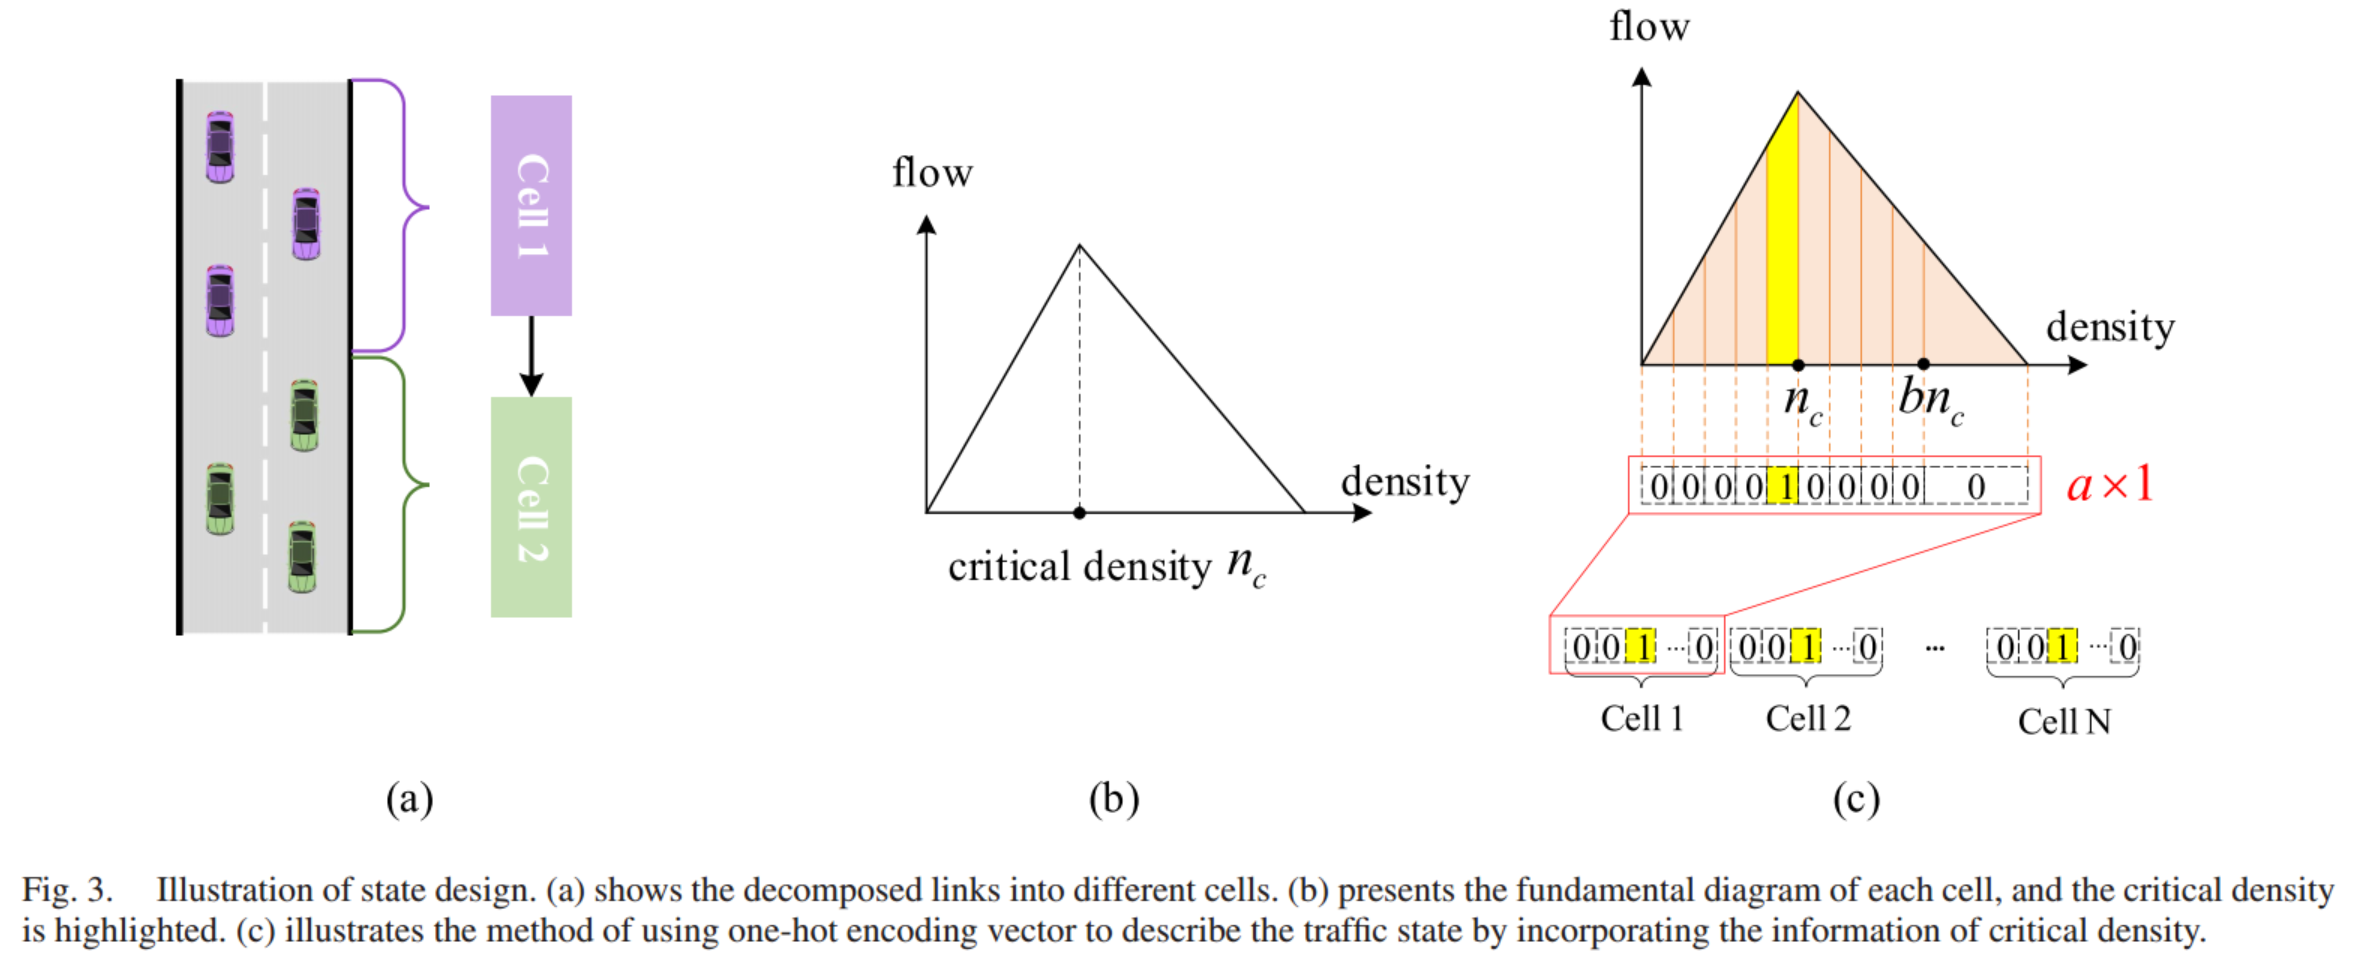 Cell 1
Cell 2
(a)
flow
density
critical density n_c
(b)
flow
density
n_c
bn_c
0 0 0 0 1 0 0 0 0 0
a×1
0 0 1 ... 0
0 0 1 ... 0
...
0 0 1 ... 0
Cell 1
Cell 2
Cell N
(c)
Fig. 3. Illustration of state design. (a) shows the decomposed links into different cells. (b) presents the fundamental diagram of each cell, and the critical density
is highlighted. (c) illustrates the method of using one-hot encoding vector to describe the traffic state by incorporating the information of critical density.